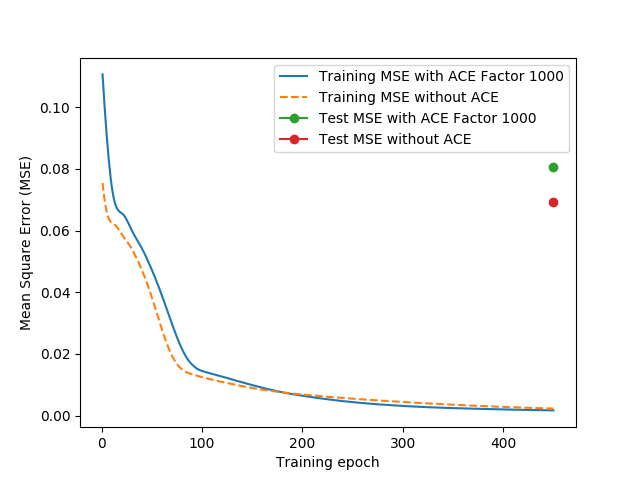 Training MSE with ACE Factor 1000
Training MSE without ACE
Test MSE with ACE Factor 1000
Test MSE without ACE
Mean Square Error (MSE)
0.10
0.08
0.06
0.04
0.02
0.00
0 100 200 300 400
Training epoch